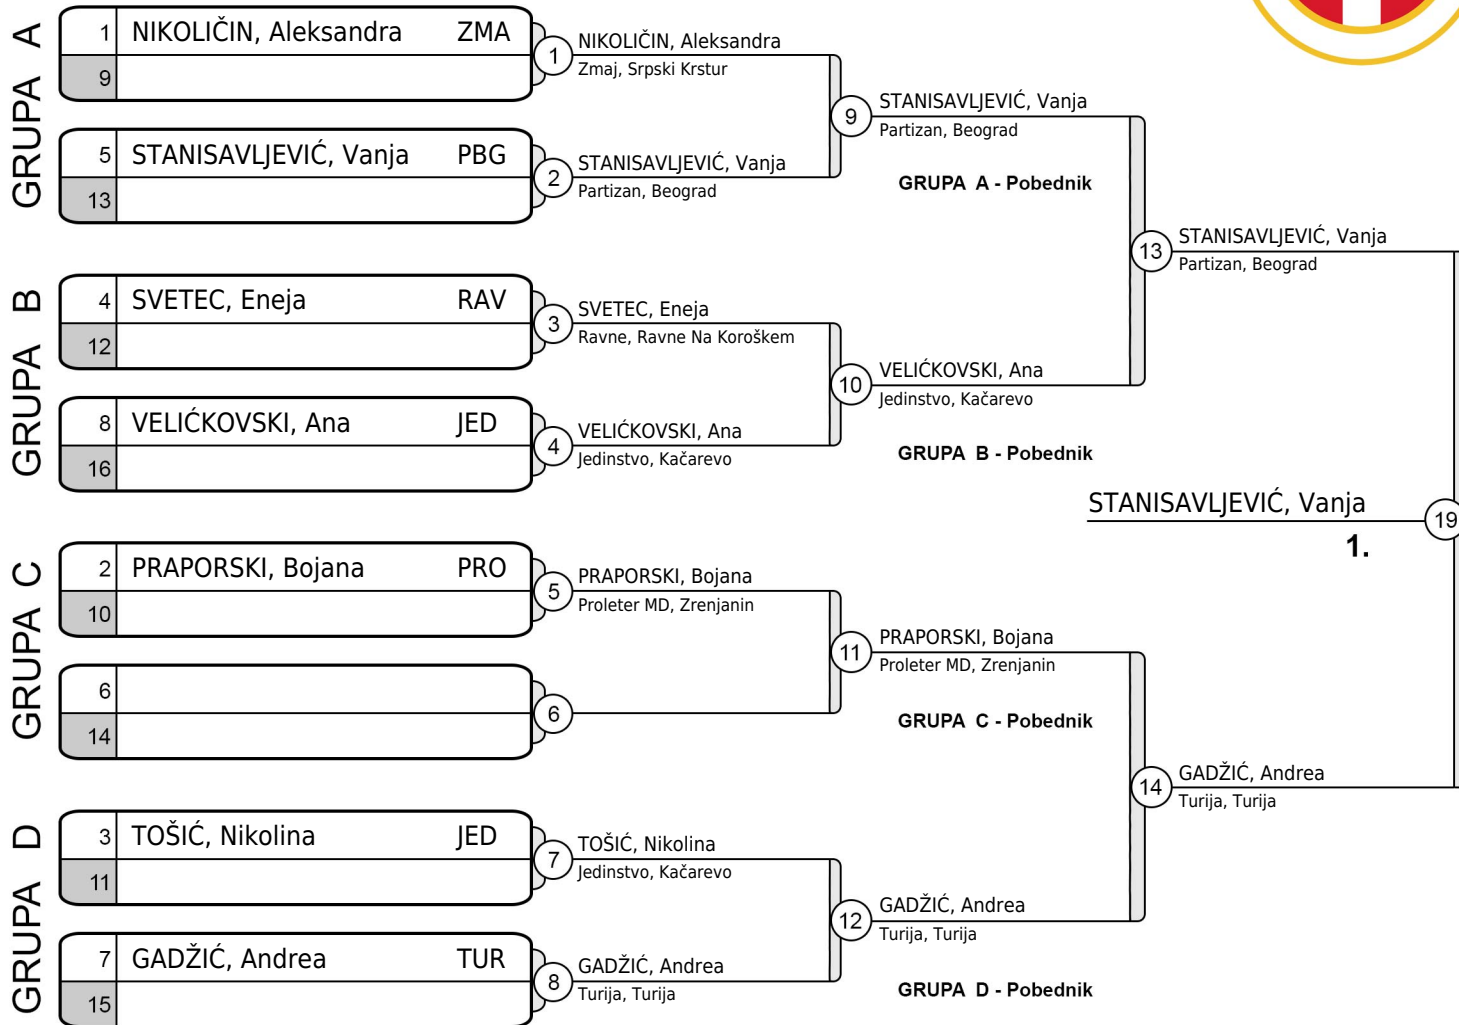 GRUPA A
1 NIKOLIČIN, Aleksandra ZMA
9
5 STANISAVLJEVIĆ, Vanja PBG
13
1
NIKOLIČIN, Aleksandra
Zmaj, Srpski Krstur
2
STANISAVLJEVIĆ, Vanja
Partizan, Beograd
9
STANISAVLJEVIĆ, Vanja
Partizan, Beograd
GRUPA A - Pobednik
GRUPA B
4 SVETEC, Eneja RAV
12
8 VELIĆKOVSKI, Ana JED
16
3
SVETEC, Eneja
Ravne, Ravne Na Koroškem
4
VELIĆKOVSKI, Ana
Jedinstvo, Kačarevo
10
VELIĆKOVSKI, Ana
Jedinstvo, Kačarevo
GRUPA B - Pobednik
13
STANISAVLJEVIĆ, Vanja
Partizan, Beograd
STANISAVLJEVIĆ, Vanja
1.
19
GRUPA C
2 PRAPORSKI, Bojana PRO
10
6
14
5
PRAPORSKI, Bojana
Proleter MD, Zrenjanin
6
11
PRAPORSKI, Bojana
Proleter MD, Zrenjanin
GRUPA C - Pobednik
14
GADŽIĆ, Andrea
Turija, Turija
GRUPA D
3 TOŠIĆ, Nikolina JED
11
7 GADŽIĆ, Andrea TUR
15
7
TOŠIĆ, Nikolina
Jedinstvo, Kačarevo
8
GADŽIĆ, Andrea
Turija, Turija
12
GADŽIĆ, Andrea
Turija, Turija
GRUPA D - Pobednik